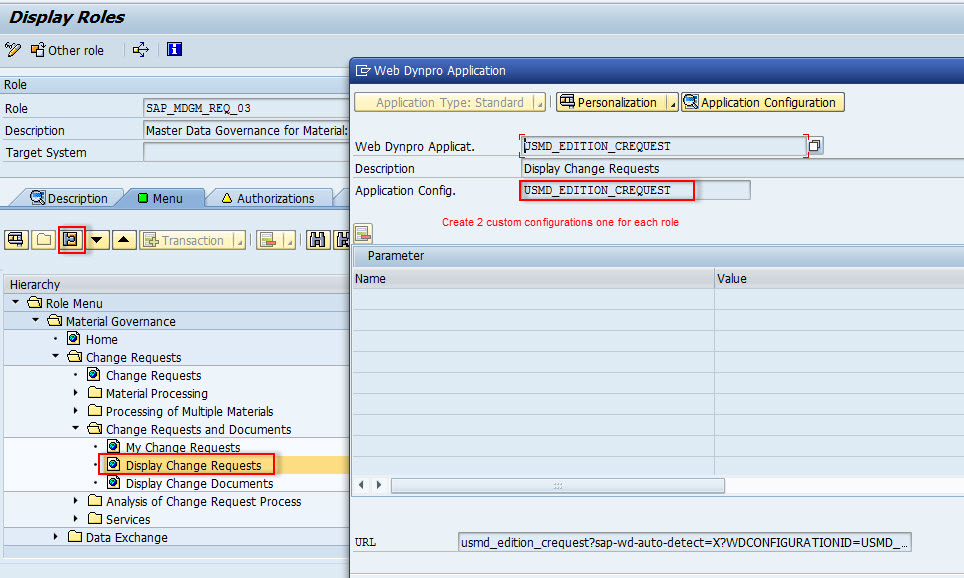 Display Roles
Other role
Role
Role SAP_MDGM_REQ_03
Description Master Data Governance for Material:
Target System
Description Menu Authorizations
Transaction
Hierarchy
Role Menu
Material Governance
Home
Change Requests
Change Requests
Material Processing
Processing of Multiple Materials
Change Requests and Documents
My Change Requests
Display Change Requests
Display Change Documents
Analysis of Change Request Process
Services
Data Exchange
Web Dynpro Application
Application Type: Standard Personalization Application Configuration
Web Dynpro Applicat. USMD_EDITION_CREQUEST
Description Display Change Requests
Application Config. USMD_EDITION_CREQUEST
Create 2 custom configurations one for each role
Parameter
Name Value
URL usmd_edition_crequest?sap-wd-auto-detect=X?WDCONFIGURATIONID=USMD_...